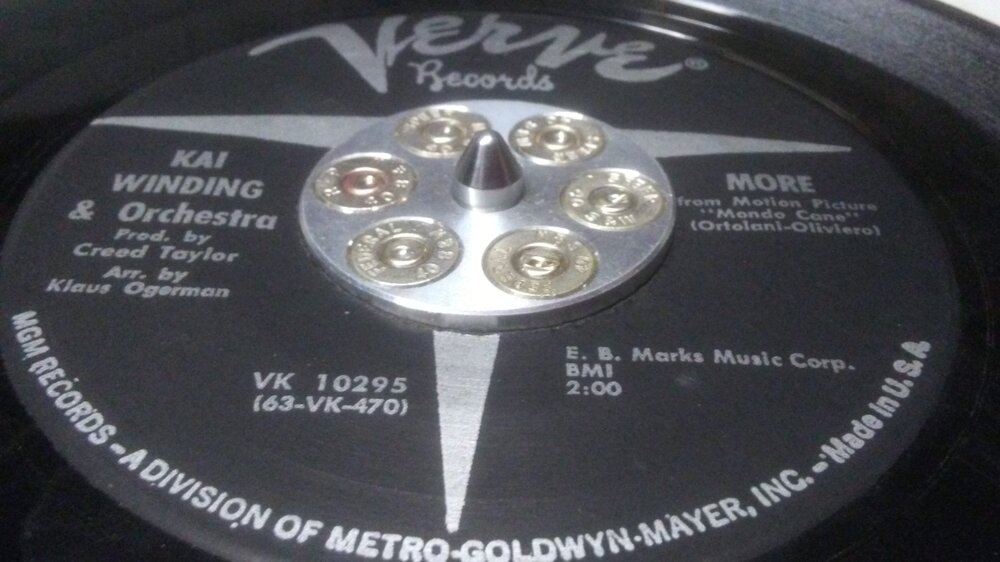 Verve®
Records
KAI
WINDING
& Orchestra
Prod. by
Creed Taylor
Arr. by
Klaus Ogerman
MORE
from Motion Picture
"Mondo Cane"
(Ortolani-Oliviero)
VK 10295
(63-VK-470)
E. B. Marks Music Corp.
BMI
2:00
FEDERAL
MGM RECORDS – A DIVISION OF METRO-GOLDWYN-MAYER, INC. – Made in U.S.A.